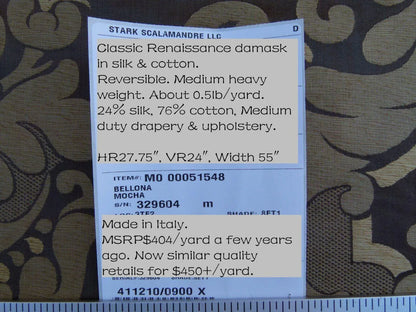 STARK SCALAMANDRE LLC
D
Classic Renaissance damask
in silk & cotton.
Reversible. Medium heavy
weight. About 0.5lb/yard.
24% silk, 76% cotton, Medium
duty drapery & upholstery.
HR27.75", VR24", Width 55"
ITEM#: M0 00051548
BELLONA
MOCHA
S/N: 329604 m
SHADE: SET1
Made in Italy.
MSRP$404/yard a few years
ago. Now similar quality
retails for $450+/yard.
411210/0900 X